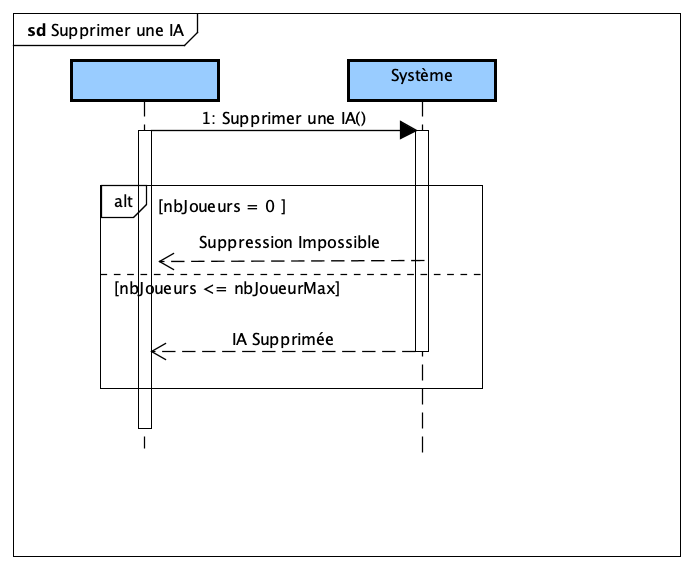 sd Supprimer une IA
Système
1: Supprimer une IA()
alt
[nbJoueurs = 0 ]
Suppression Impossible
[nbJoueurs <= nbJoueurMax]
IA Supprimée